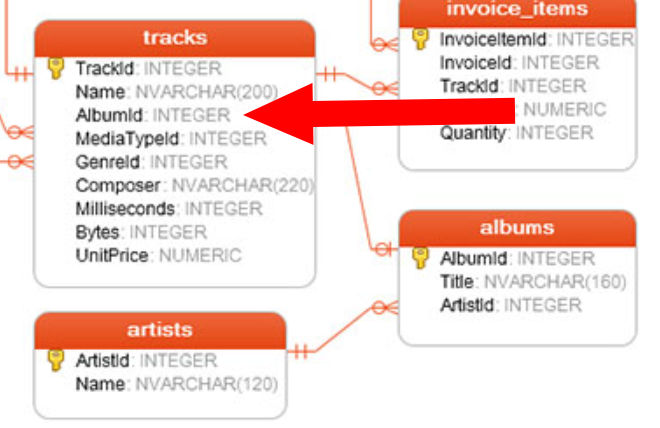 tracks
TrackId: INTEGER
Name: NVARCHAR(200)
AlbumId: INTEGER
MediaTypeId: INTEGER
GenreId: INTEGER
Composer: NVARCHAR(220)
Milliseconds: INTEGER
Bytes: INTEGER
UnitPrice: NUMERIC
invoice_items
InvoiceItemId: INTEGER
InvoiceId: INTEGER
TrackId: INTEGER
: NUMERIC
Quantity: INTEGER
albums
AlbumId: INTEGER
Title: NVARCHAR(160)
ArtistId: INTEGER
artists
ArtistId: INTEGER
Name: NVARCHAR(120)